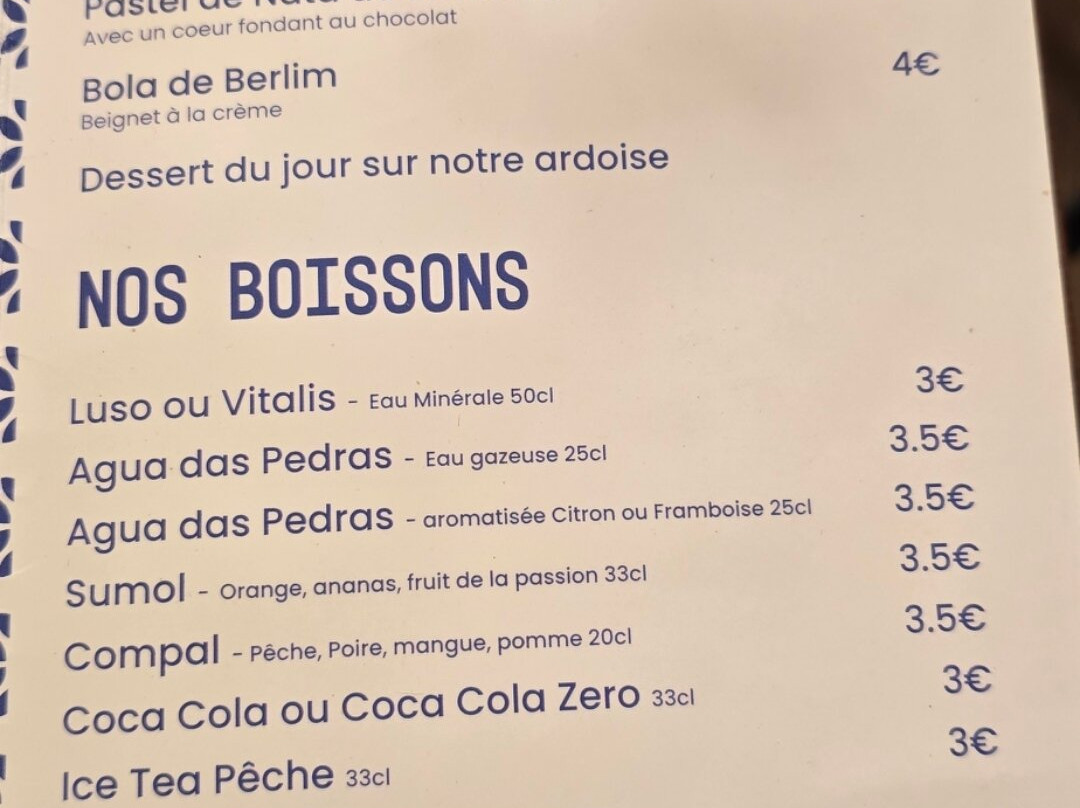 Pastel de Nata
Avec un coeur fondant au chocolat
Bola de Berlim 4€
Beignet à la crème
Dessert du jour sur notre ardoise
NOS BOISSONS
Luso ou Vitalis - Eau Minérale 50cl 3€
Agua das Pedras - Eau gazeuse 25cl 3.5€
Agua das Pedras - aromatisée Citron ou Framboise 25cl 3.5€
Sumol - Orange, ananas, fruit de la passion 33cl 3.5€
Compal - Pêche, Poire, mangue, pomme 20cl 3.5€
Coca Cola ou Coca Cola Zero 33cl 3€
Ice Tea Pêche 33cl 3€